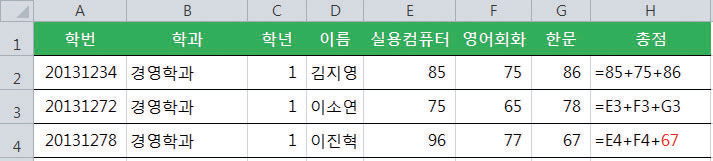 A B C D E F G H
1 학번 학과 학년 이름 실용컴퓨터 영어회화 한문 총점
2 20131234 경영학과 1 김지영 85 75 86 =85+75+86
3 20131272 경영학과 1 이소연 75 65 78 =E3+F3+G3
4 20131278 경영학과 1 이진혁 96 77 67 =E4+F4+67